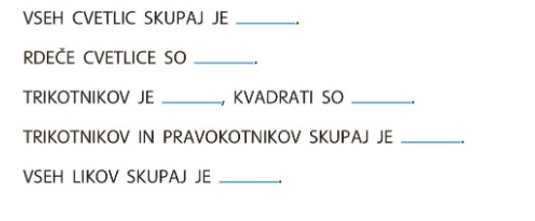 VSEH CVETLIC SKUPAJ JE ______.
RDEČE CVETLICE SO ______.
TRIKOTNIKOV JE ______, KVADRATI SO ______.
TRIKOTNIKOV IN PRAVOKOTNIKOV SKUPAJ JE ______.
VSEH LIKOV SKUPAJ JE ______.